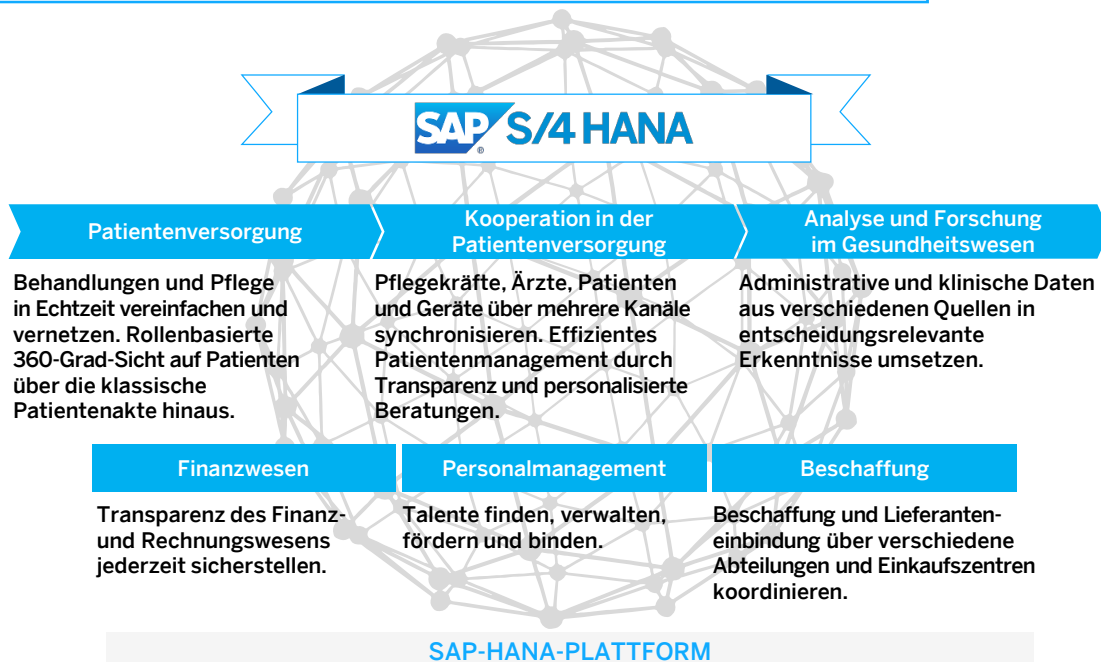 SAP® S/4 HANA
Patientenversorgung
Kooperation in der
Patientenversorgung
Analyse und Forschung
im Gesundheitswesen
Behandlungen und Pflege
in Echtzeit vereinfachen und
vernetzen. Rollenbasierte
360-Grad-Sicht auf Patienten
über die klassische
Patientenakte hinaus.
Pflegekräfte, Ärzte, Patienten
und Geräte über mehrere Kanäle
synchronisieren. Effizientes
Patientenmanagement durch
Transparenz und personalisierte
Beratungen.
Administrative und klinische Daten
aus verschiedenen Quellen in
entscheidungsrelevante
Erkenntnisse umsetzen.
Finanzwesen
Personalmanagement
Beschaffung
Transparenz des Finanz-
und Rechnungswesens
jederzeit sicherstellen.
Talente finden, verwalten,
fördern und binden.
Beschaffung und Lieferanten-
einbindung über verschiedene
Abteilungen und Einkaufszentren
koordinieren.
SAP-HANA-PLATTFORM